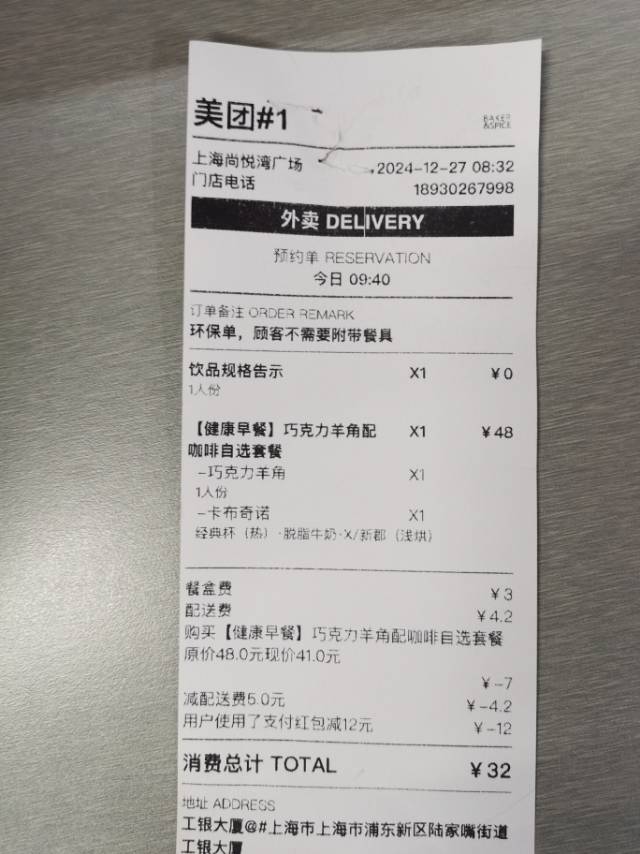 美团#1
BAKER
&SPICE
上海尚悦湾广场 2024-12-27 08:32
门店电话 18930267998
外卖 DELIVERY
预约单 RESERVATION
今日 09:40
订单备注 ORDER REMARK
环保单，顾客不需要附带餐具
饮品规格告示 X1 ¥0
1人份
【健康早餐】巧克力羊角配 X1 ¥48
咖啡自选套餐
-巧克力羊角 X1
1人份
-卡布奇诺 X1
经典杯（热）·脱脂牛奶·X/新郡（浅烘）
餐盒费 ¥3
配送费 ¥4.2
购买【健康早餐】巧克力羊角配咖啡自选套餐
原价48.0元现价41.0元
¥-7
减配送费5.0元 ¥-4.2
用户使用了支付红包减12元 ¥-12
消费总计 TOTAL ¥32
地址 ADDRESS
工银大厦@#上海市上海市浦东新区陆家嘴街道
工银大厦